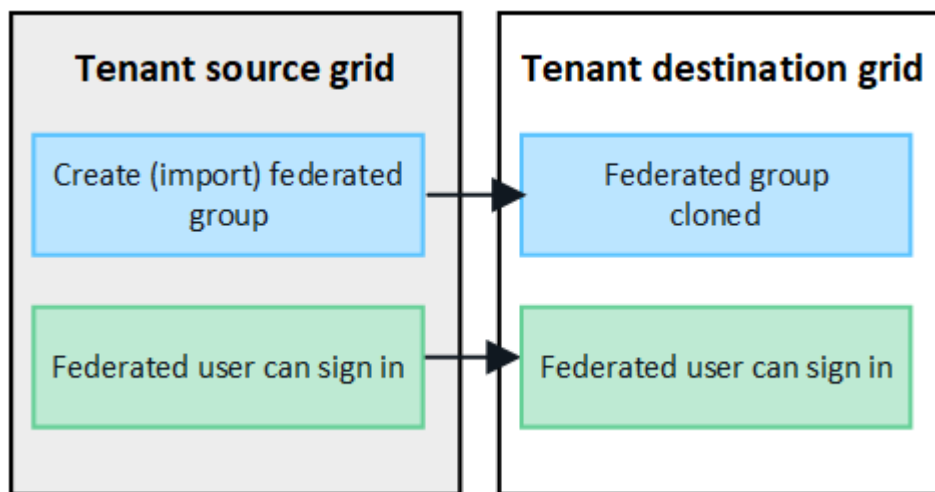 Tenant source grid
Create (import) federated
group
Federated user can sign in
Tenant destination grid
Federated group
cloned
Federated user can sign in